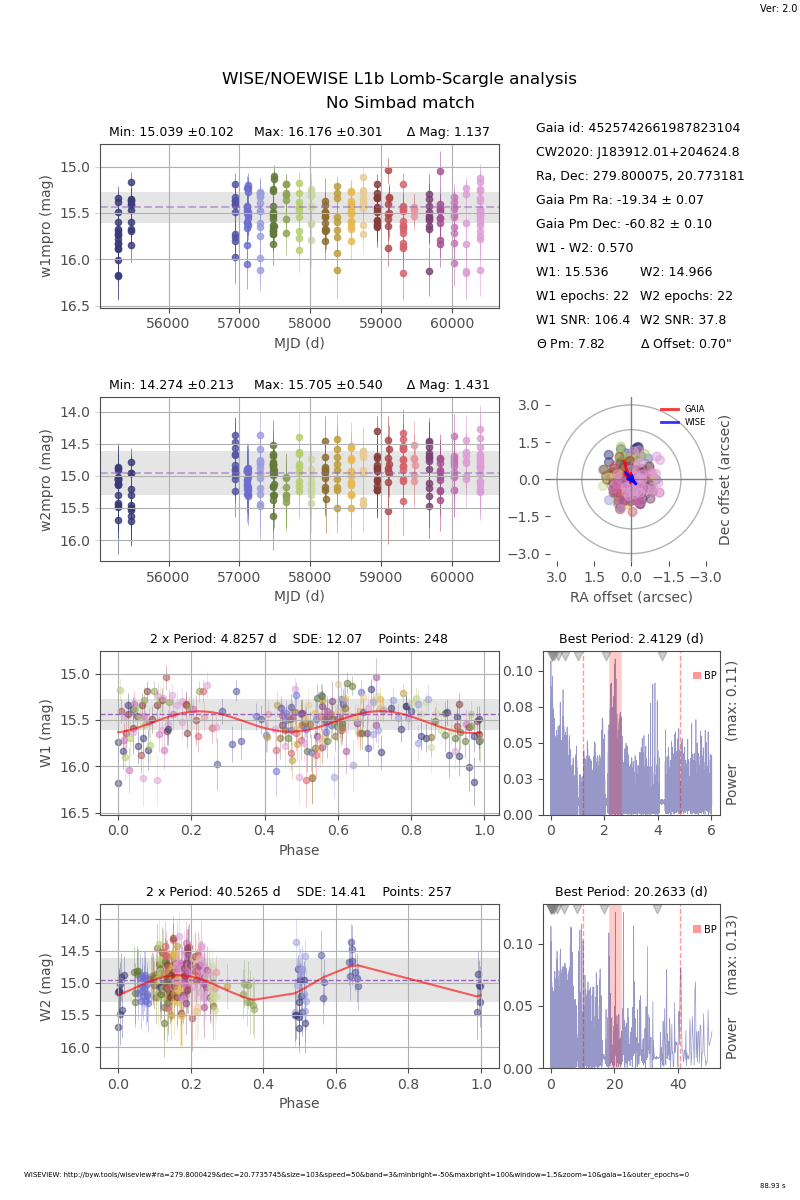 Ver: 2.0
WISE/NOEWISE L1b Lomb-Scargle analysis
No Simbad match
Min: 15.039 ±0.102 Max: 16.176 ±0.301 Δ Mag: 1.137
15.0
15.5
16.0
16.5
w1mpro (mag)
56000 57000 58000 59000 60000
MJD (d)
Gaia id: 4525742661987823104
CW2020: J183912.01+204624.8
Ra, Dec: 279.800075, 20.773181
Gaia Pm Ra: -19.34 ± 0.07
Gaia Pm Dec: -60.82 ± 0.10
W1 - W2: 0.570
W1: 15.536 W2: 14.966
W1 epochs: 22 W2 epochs: 22
W1 SNR: 106.4 W2 SNR: 37.8
Θ Pm: 7.82 Δ Offset: 0.70"
Min: 14.274 ±0.213 Max: 15.705 ±0.540 Δ Mag: 1.431
14.0
14.5
15.0
15.5
16.0
w2mpro (mag)
56000 57000 58000 59000 60000
MJD (d)
3.0
1.5
0.0
−1.5
−3.0
GAIA
WISE
Dec offset (arcsec)
3.0 1.5 0.0 −1.5 −3.0
RA offset (arcsec)
2 x Period: 4.8257 d SDE: 12.07 Points: 248
15.0
15.5
16.0
16.5
W1 (mag)
0.0 0.2 0.4 0.6 0.8 1.0
Phase
Best Period: 2.4129 (d)
0.10
0.08
0.05
0.03
0.00
BP
Power (max: 0.11)
0 2 4 6
2 x Period: 40.5265 d SDE: 14.41 Points: 257
14.0
14.5
15.0
15.5
16.0
W2 (mag)
0.0 0.2 0.4 0.6 0.8 1.0
Phase
Best Period: 20.2633 (d)
0.10
0.05
0.00
BP
Power (max: 0.13)
0 20 40
WISEVIEW: http://byw.tools/wiseview#ra=279.8000429&dec=20.7735745&size=103&speed=50&band=3&minbright=-50&maxbright=100&window=1.5&zoom=10&gaia=1&outer_epochs=0
88.93 s